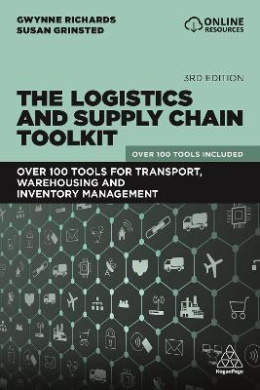 GWYNNE RICHARDS
SUSAN GRINSTED
ONLINE
RESOURCES
3RD EDITION
THE LOGISTICS
AND SUPPLY CHAIN
TOOLKIT
OVER 100 TOOLS INCLUDED
OVER 100 TOOLS FOR TRANSPORT,
WAREHOUSING AND
INVENTORY MANAGEMENT
KoganPage